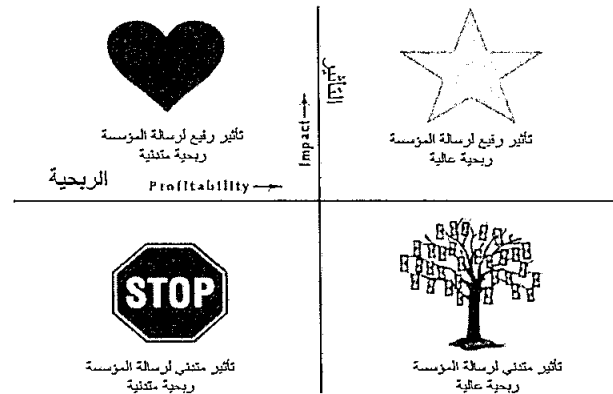 التأثير
Impact
تأثير رفيع لرسالة المؤسسة
ربحية متدنية
تأثير رفيع لرسالة المؤسسة
ربحية عالية
الربحية Profitability
STOP
تأثير متدني لرسالة المؤسسة
ربحية متدنية
تأثير متدني لرسالة المؤسسة
ربحية عالية